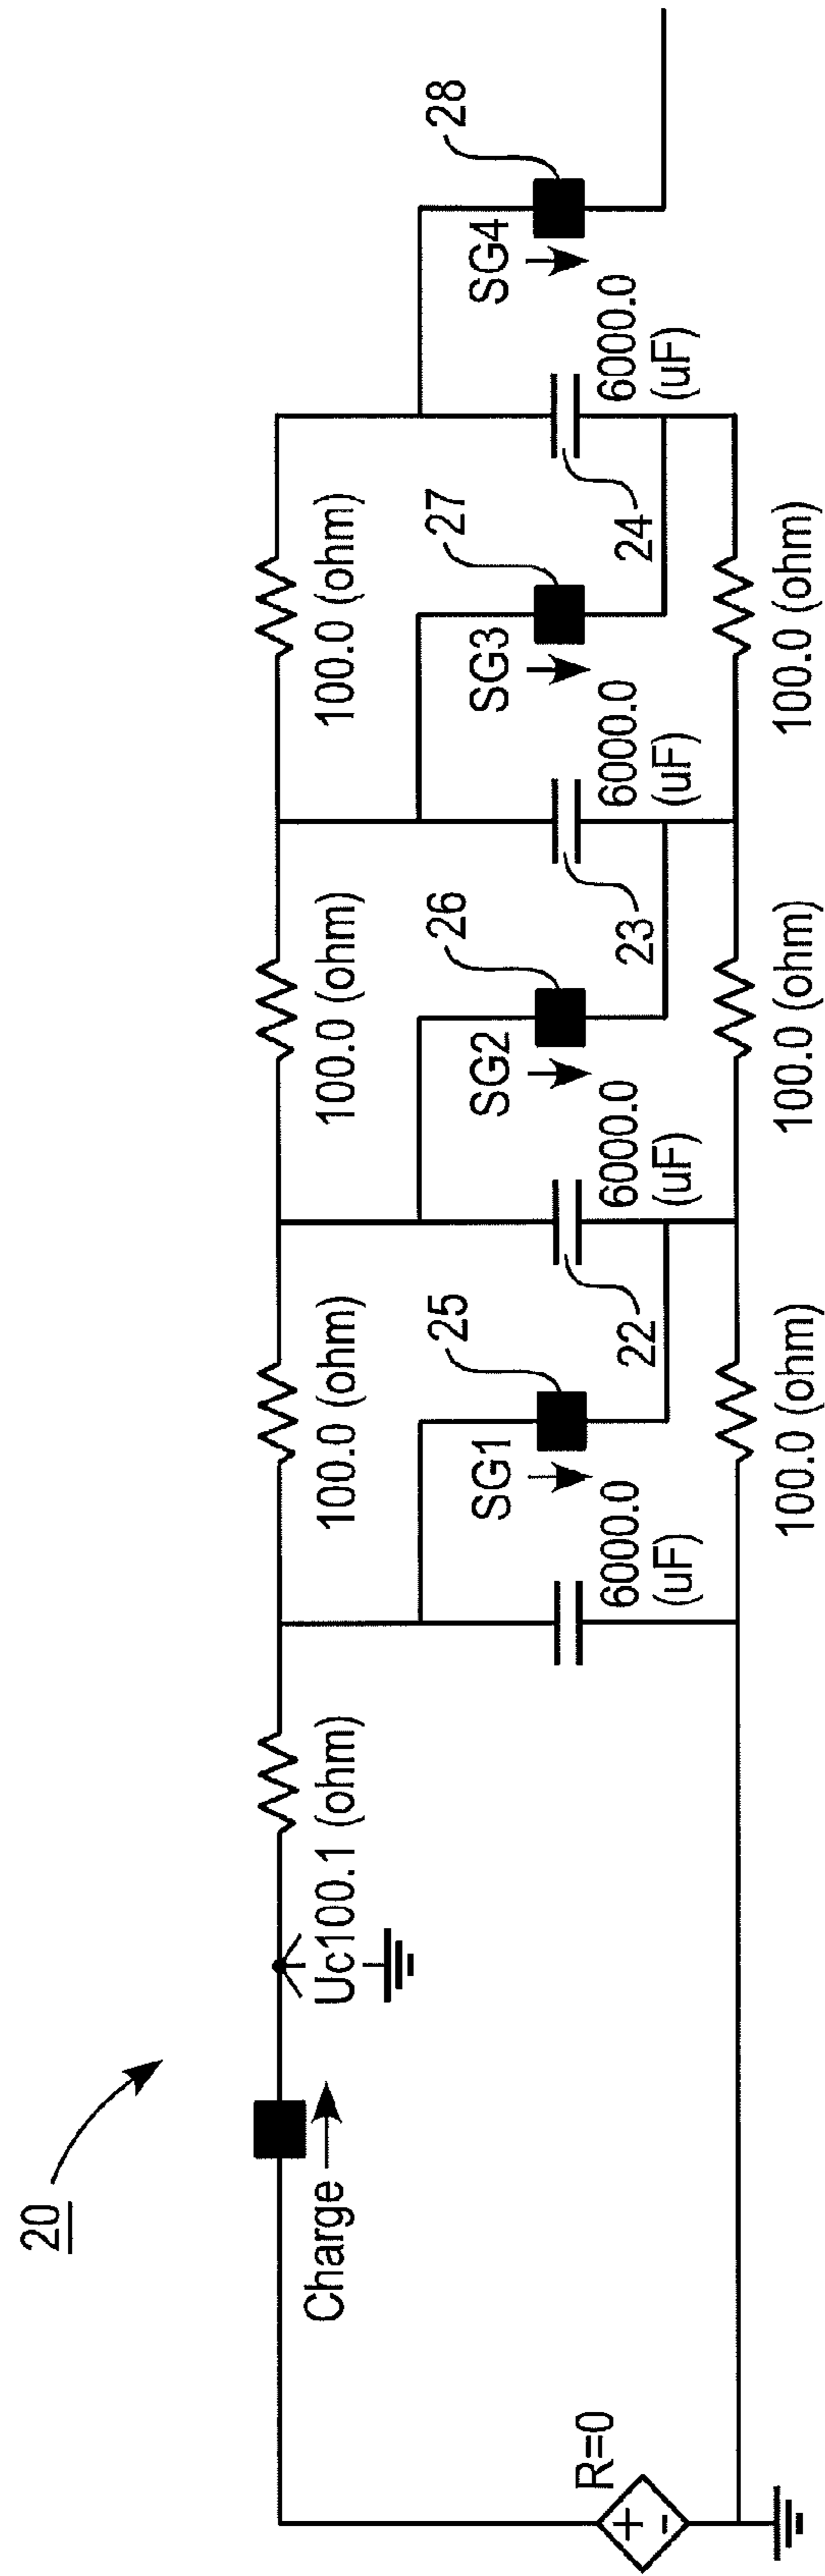 20
Charge
R=0
+
-
Uc100.1 (ohm)
100.0 (ohm)
100.0 (ohm)
100.0 (ohm)
25
26
27
28
SG1
SG2
SG3
SG4
6000.0
(uF)
6000.0
(uF)
6000.0
(uF)
6000.0
(uF)
22
23
24
100.0 (ohm)
100.0 (ohm)
100.0 (ohm)